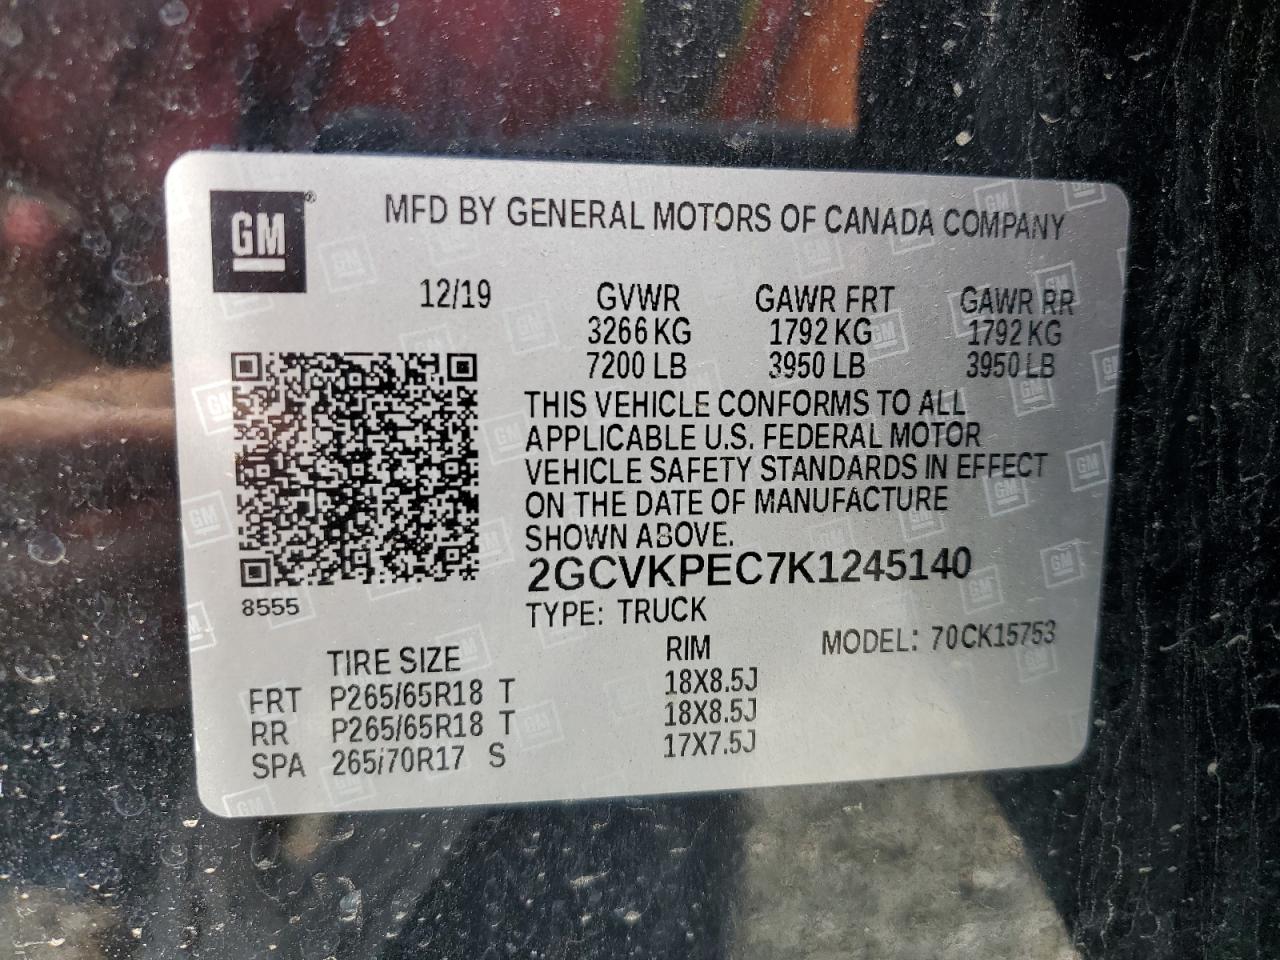 GM®
MFD BY GENERAL MOTORS OF CANADA COMPANY
12/19 GVWR GAWR FRT GAWR RR
3266 KG 1792 KG 1792 KG
7200 LB 3950 LB 3950 LB
THIS VEHICLE CONFORMS TO ALL
APPLICABLE U.S. FEDERAL MOTOR
VEHICLE SAFETY STANDARDS IN EFFECT
ON THE DATE OF MANUFACTURE
SHOWN ABOVE.
2GCVKPEC7K1245140
8555
TYPE: TRUCK
MODEL: 70CK15753
TIRE SIZE RIM
FRT P265/65R18 T 18X8.5J
RR P265/65R18 T 18X8.5J
SPA 265/70R17 S 17X7.5J